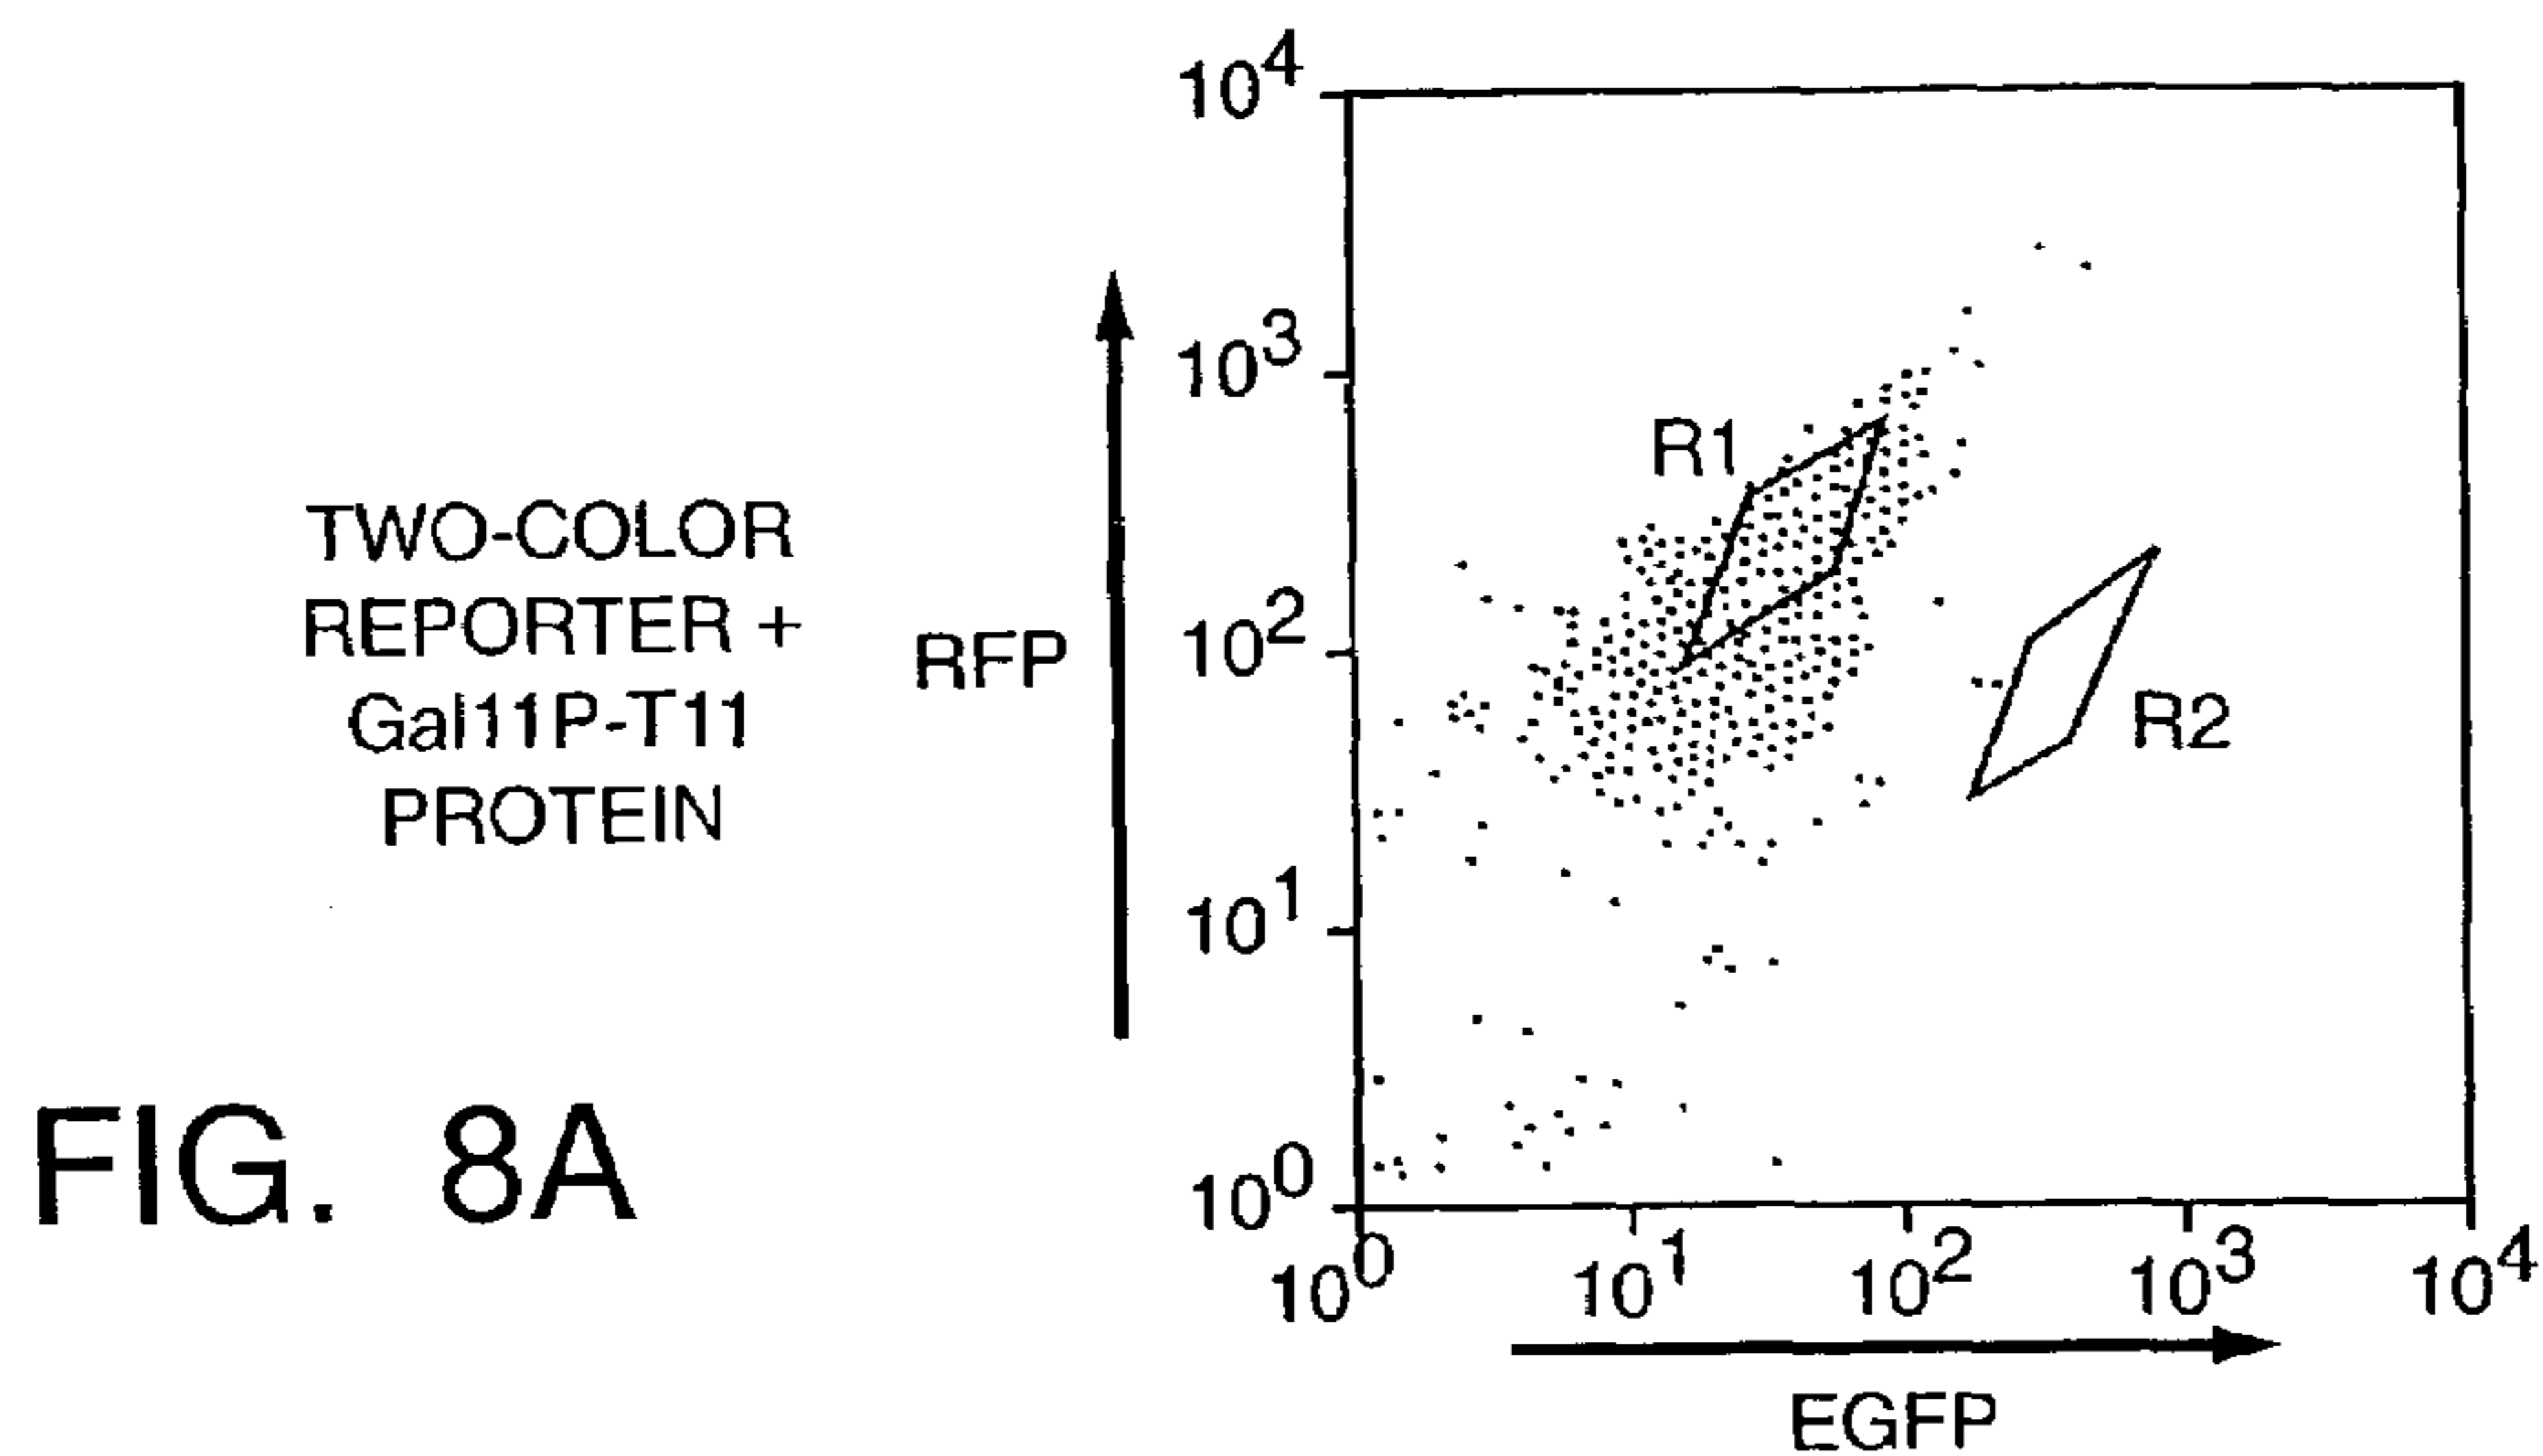 TWO-COLOR
REPORTER +
Gal11P-T11
PROTEIN
RFP
10^4
10^3
10^2
10^1
10^0
R1
R2
10^0 10^1 10^2 10^3 10^4
EGFP
FIG. 8A